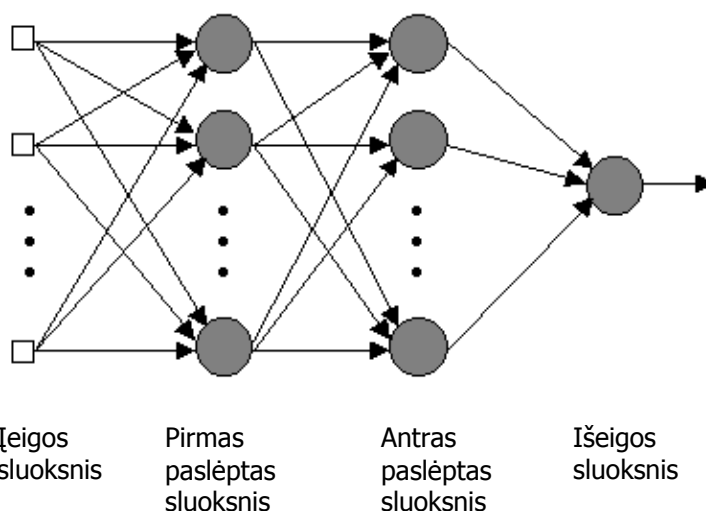 Įeigos
sluoksnis
Pirmas
paslėptas
sluoksnis
Antras
paslėptas
sluoksnis
Išeigos
sluoksnis